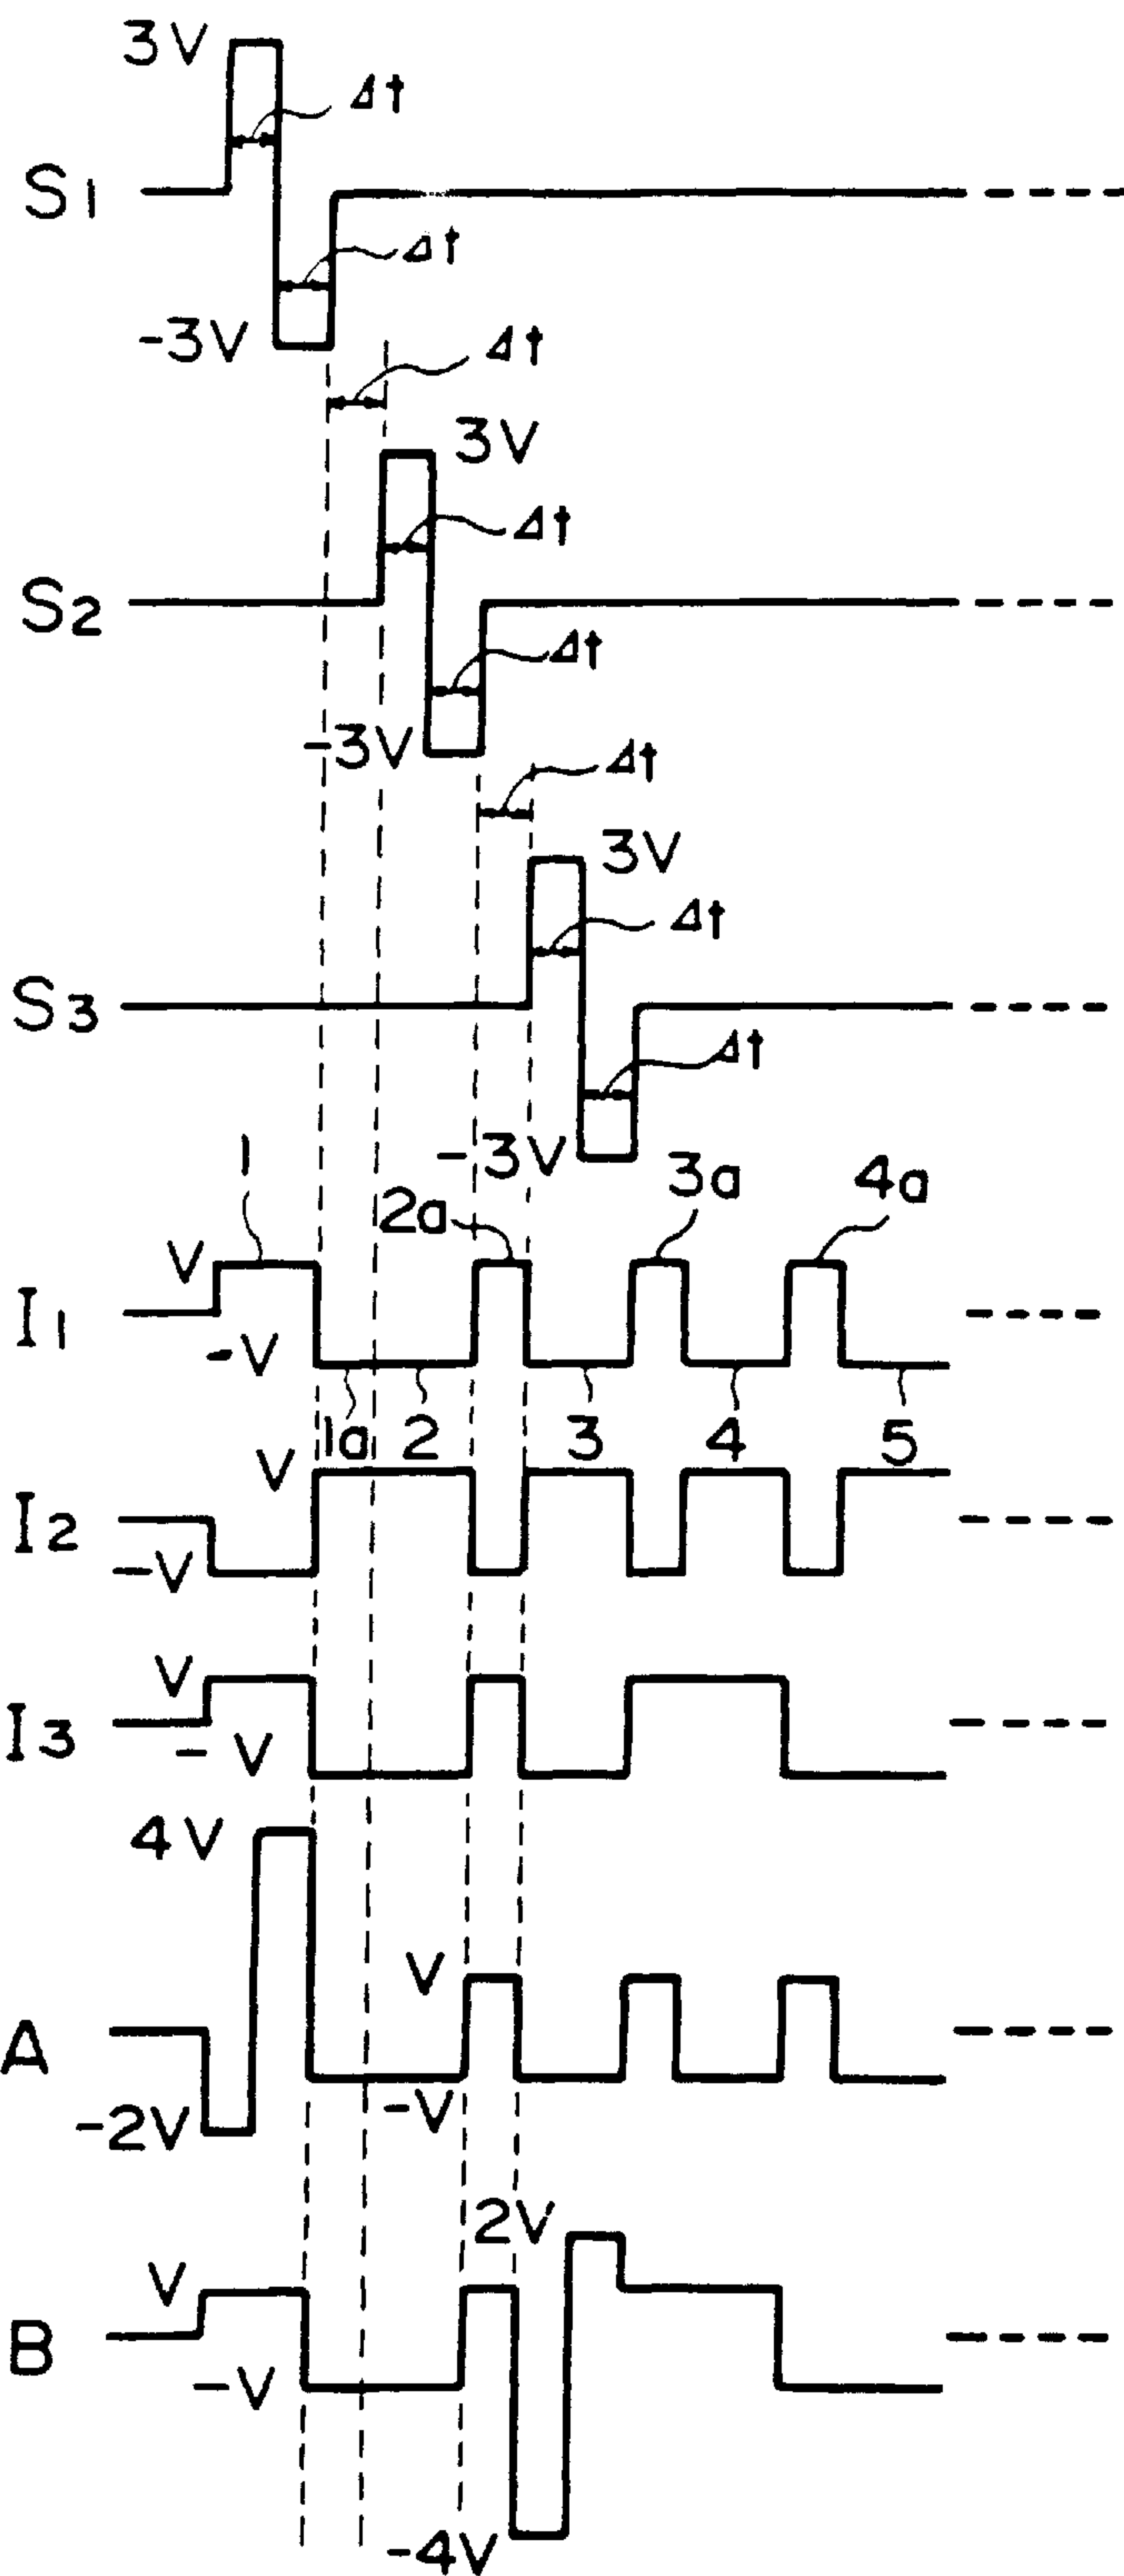 3V
Δt
S1
Δt
-3V
Δt
3V
Δt
S2
Δt
-3V
Δt
3V
Δt
S3
Δt
-3V
1
2a
3a
4a
V
I1
-V
1a
2
3
4
5
V
I2
-V
V
I3
-V
4V
V
A
-V
-2V
2V
V
B
-V
-4V